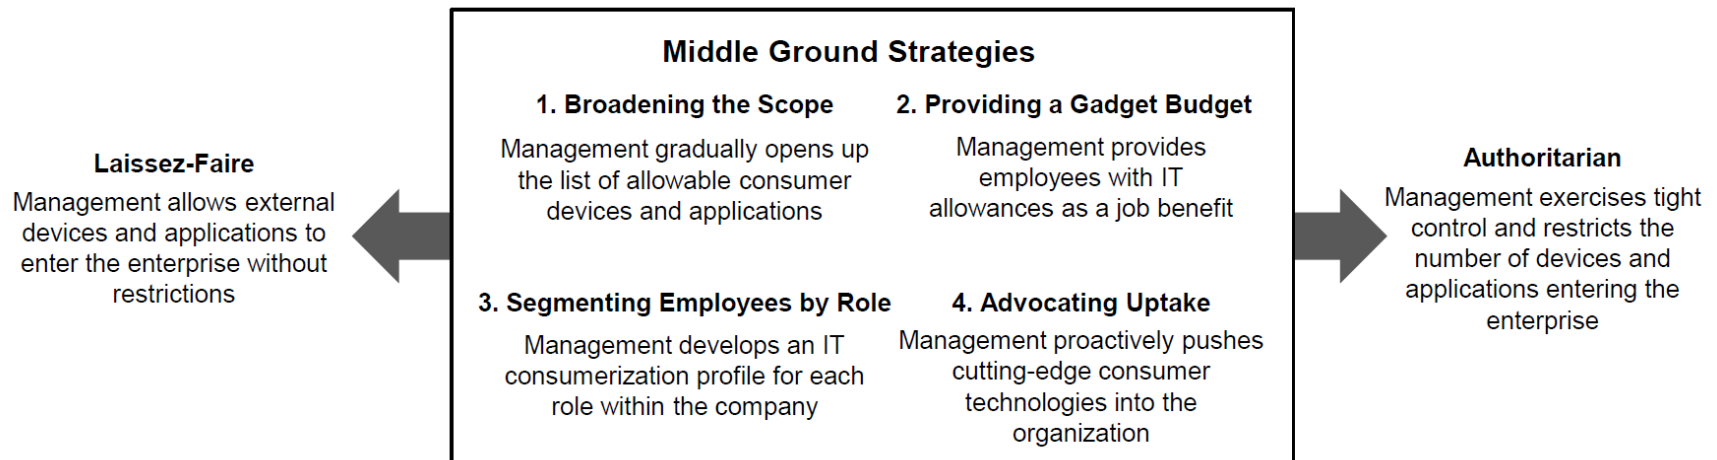 Middle Ground Strategies
1. Broadening the Scope
Management gradually opens up
the list of allowable consumer
devices and applications
2. Providing a Gadget Budget
Management provides
employees with IT
allowances as a job benefit
3. Segmenting Employees by Role
Management develops an IT
consumerization profile for each
role within the company
4. Advocating Uptake
Management proactively pushes
cutting-edge consumer
technologies into the
organization
Laissez-Faire
Management allows external
devices and applications to
enter the enterprise without
restrictions
Authoritarian
Management exercises tight
control and restricts the
number of devices and
applications entering the
enterprise